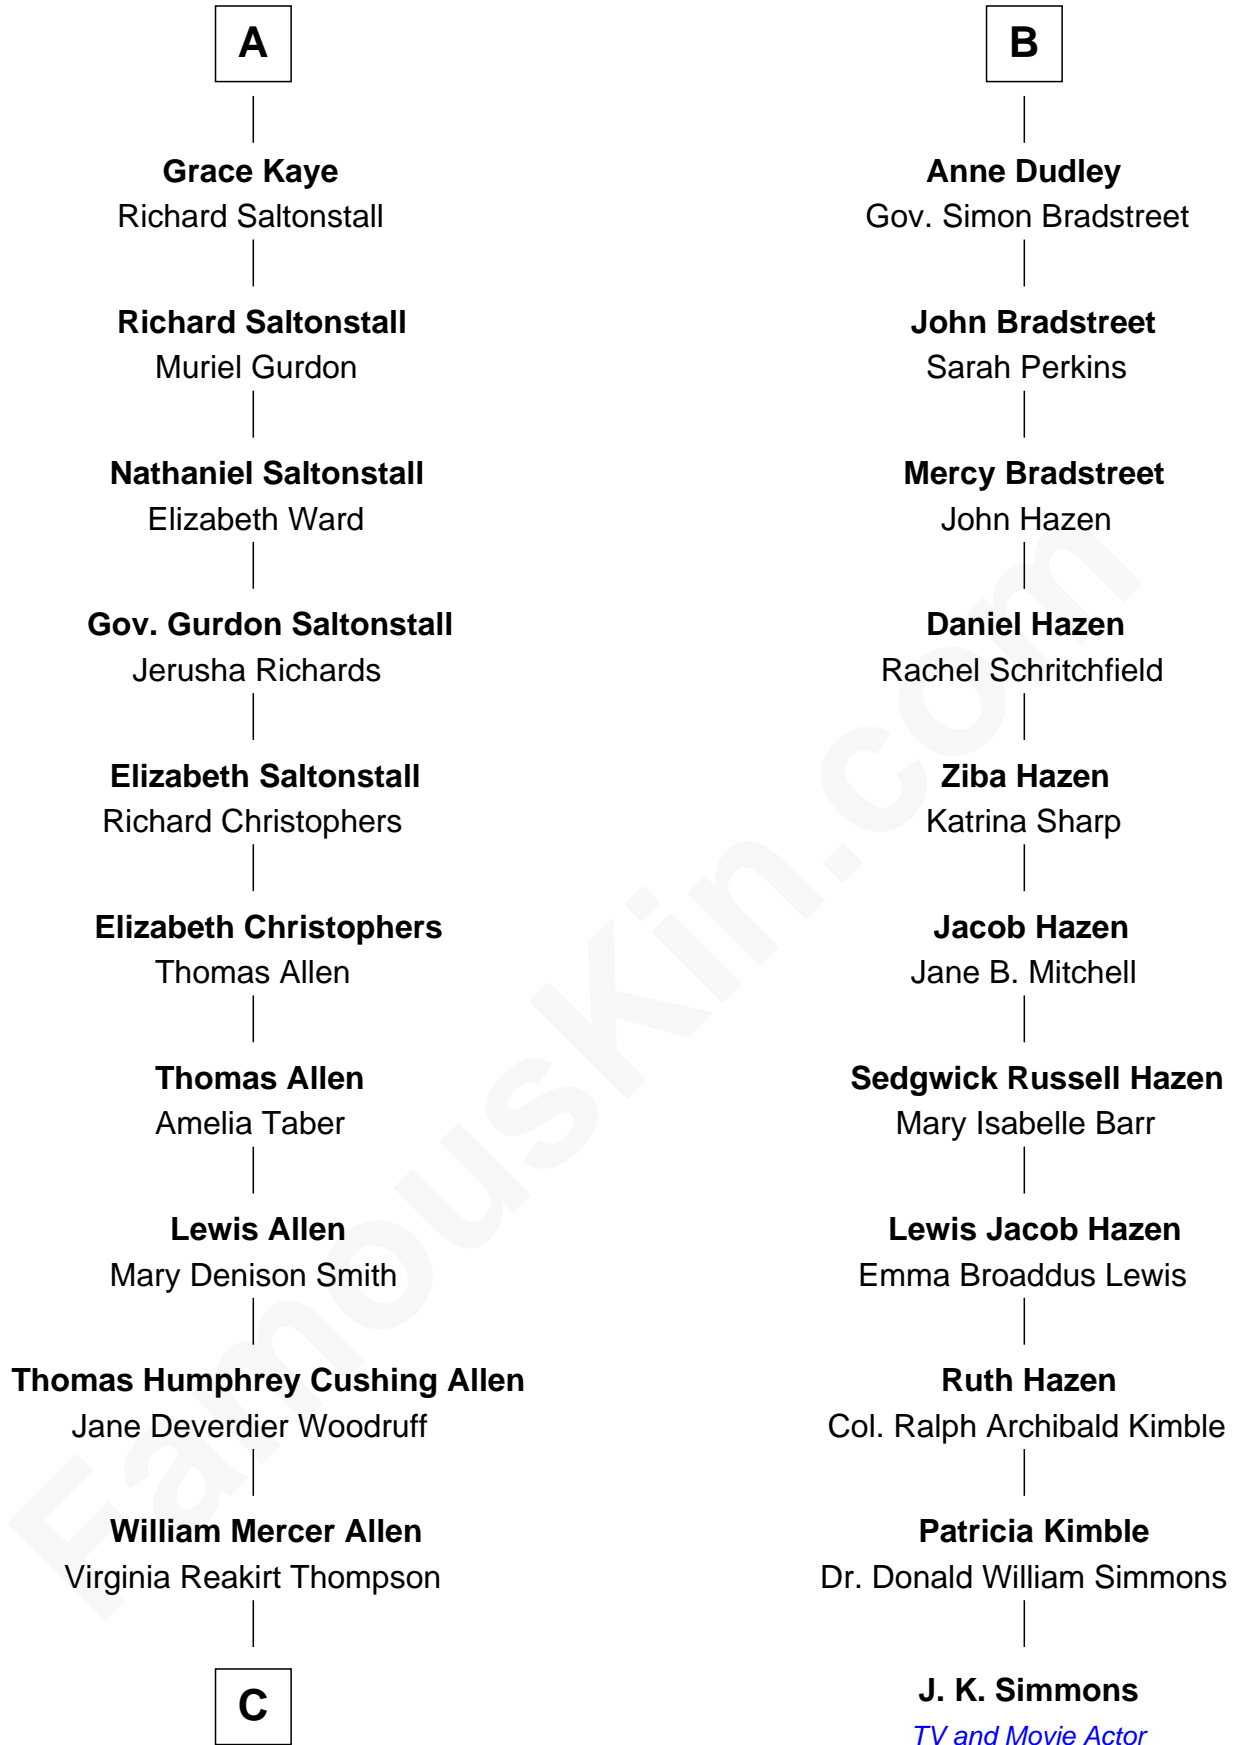 A
Grace Kaye
Richard Saltonstall
Richard Saltonstall
Muriel Gurdon
Nathaniel Saltonstall
Elizabeth Ward
Gov. Gurdon Saltonstall
Jerusha Richards
Elizabeth Saltonstall
Richard Christophers
Elizabeth Christophers
Thomas Allen
Thomas Allen
Amelia Taber
Lewis Allen
Mary Denison Smith
Thomas Humphrey Cushing Allen
Jane Deverdier Woodruff
William Mercer Allen
Virginia Reakirt Thompson
C
B
Anne Dudley
Gov. Simon Bradstreet
John Bradstreet
Sarah Perkins
Mercy Bradstreet
John Hazen
Daniel Hazen
Rachel Schritchfield
Ziba Hazen
Katrina Sharp
Jacob Hazen
Jane B. Mitchell
Sedgwick Russell Hazen
Mary Isabelle Barr
Lewis Jacob Hazen
Emma Broaddus Lewis
Ruth Hazen
Col. Ralph Archibald Kimble
Patricia Kimble
Dr. Donald William Simmons
J. K. Simmons
TV and Movie Actor
FamousKin.com